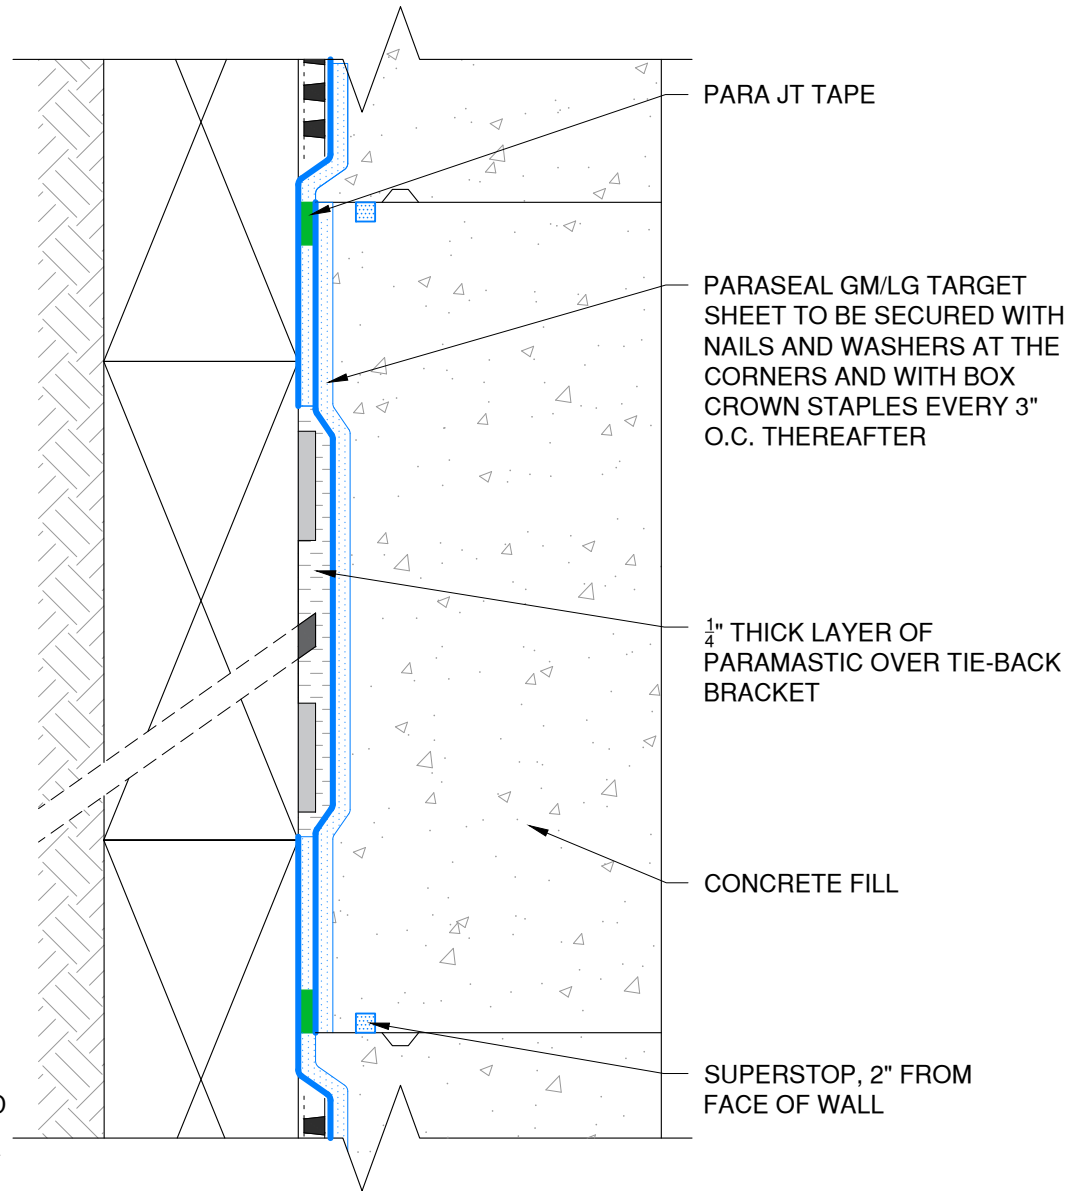 PARA JT TAPE
PARASEAL GM/LG TARGET
SHEET TO BE SECURED WITH
NAILS AND WASHERS AT THE
CORNERS AND WITH BOX
CROWN STAPLES EVERY 3"
O.C. THEREAFTER
1/4" THICK LAYER OF
PARAMASTIC OVER TIE-BACK
BRACKET
CONCRETE FILL
SUPERSTOP, 2" FROM
FACE OF WALL